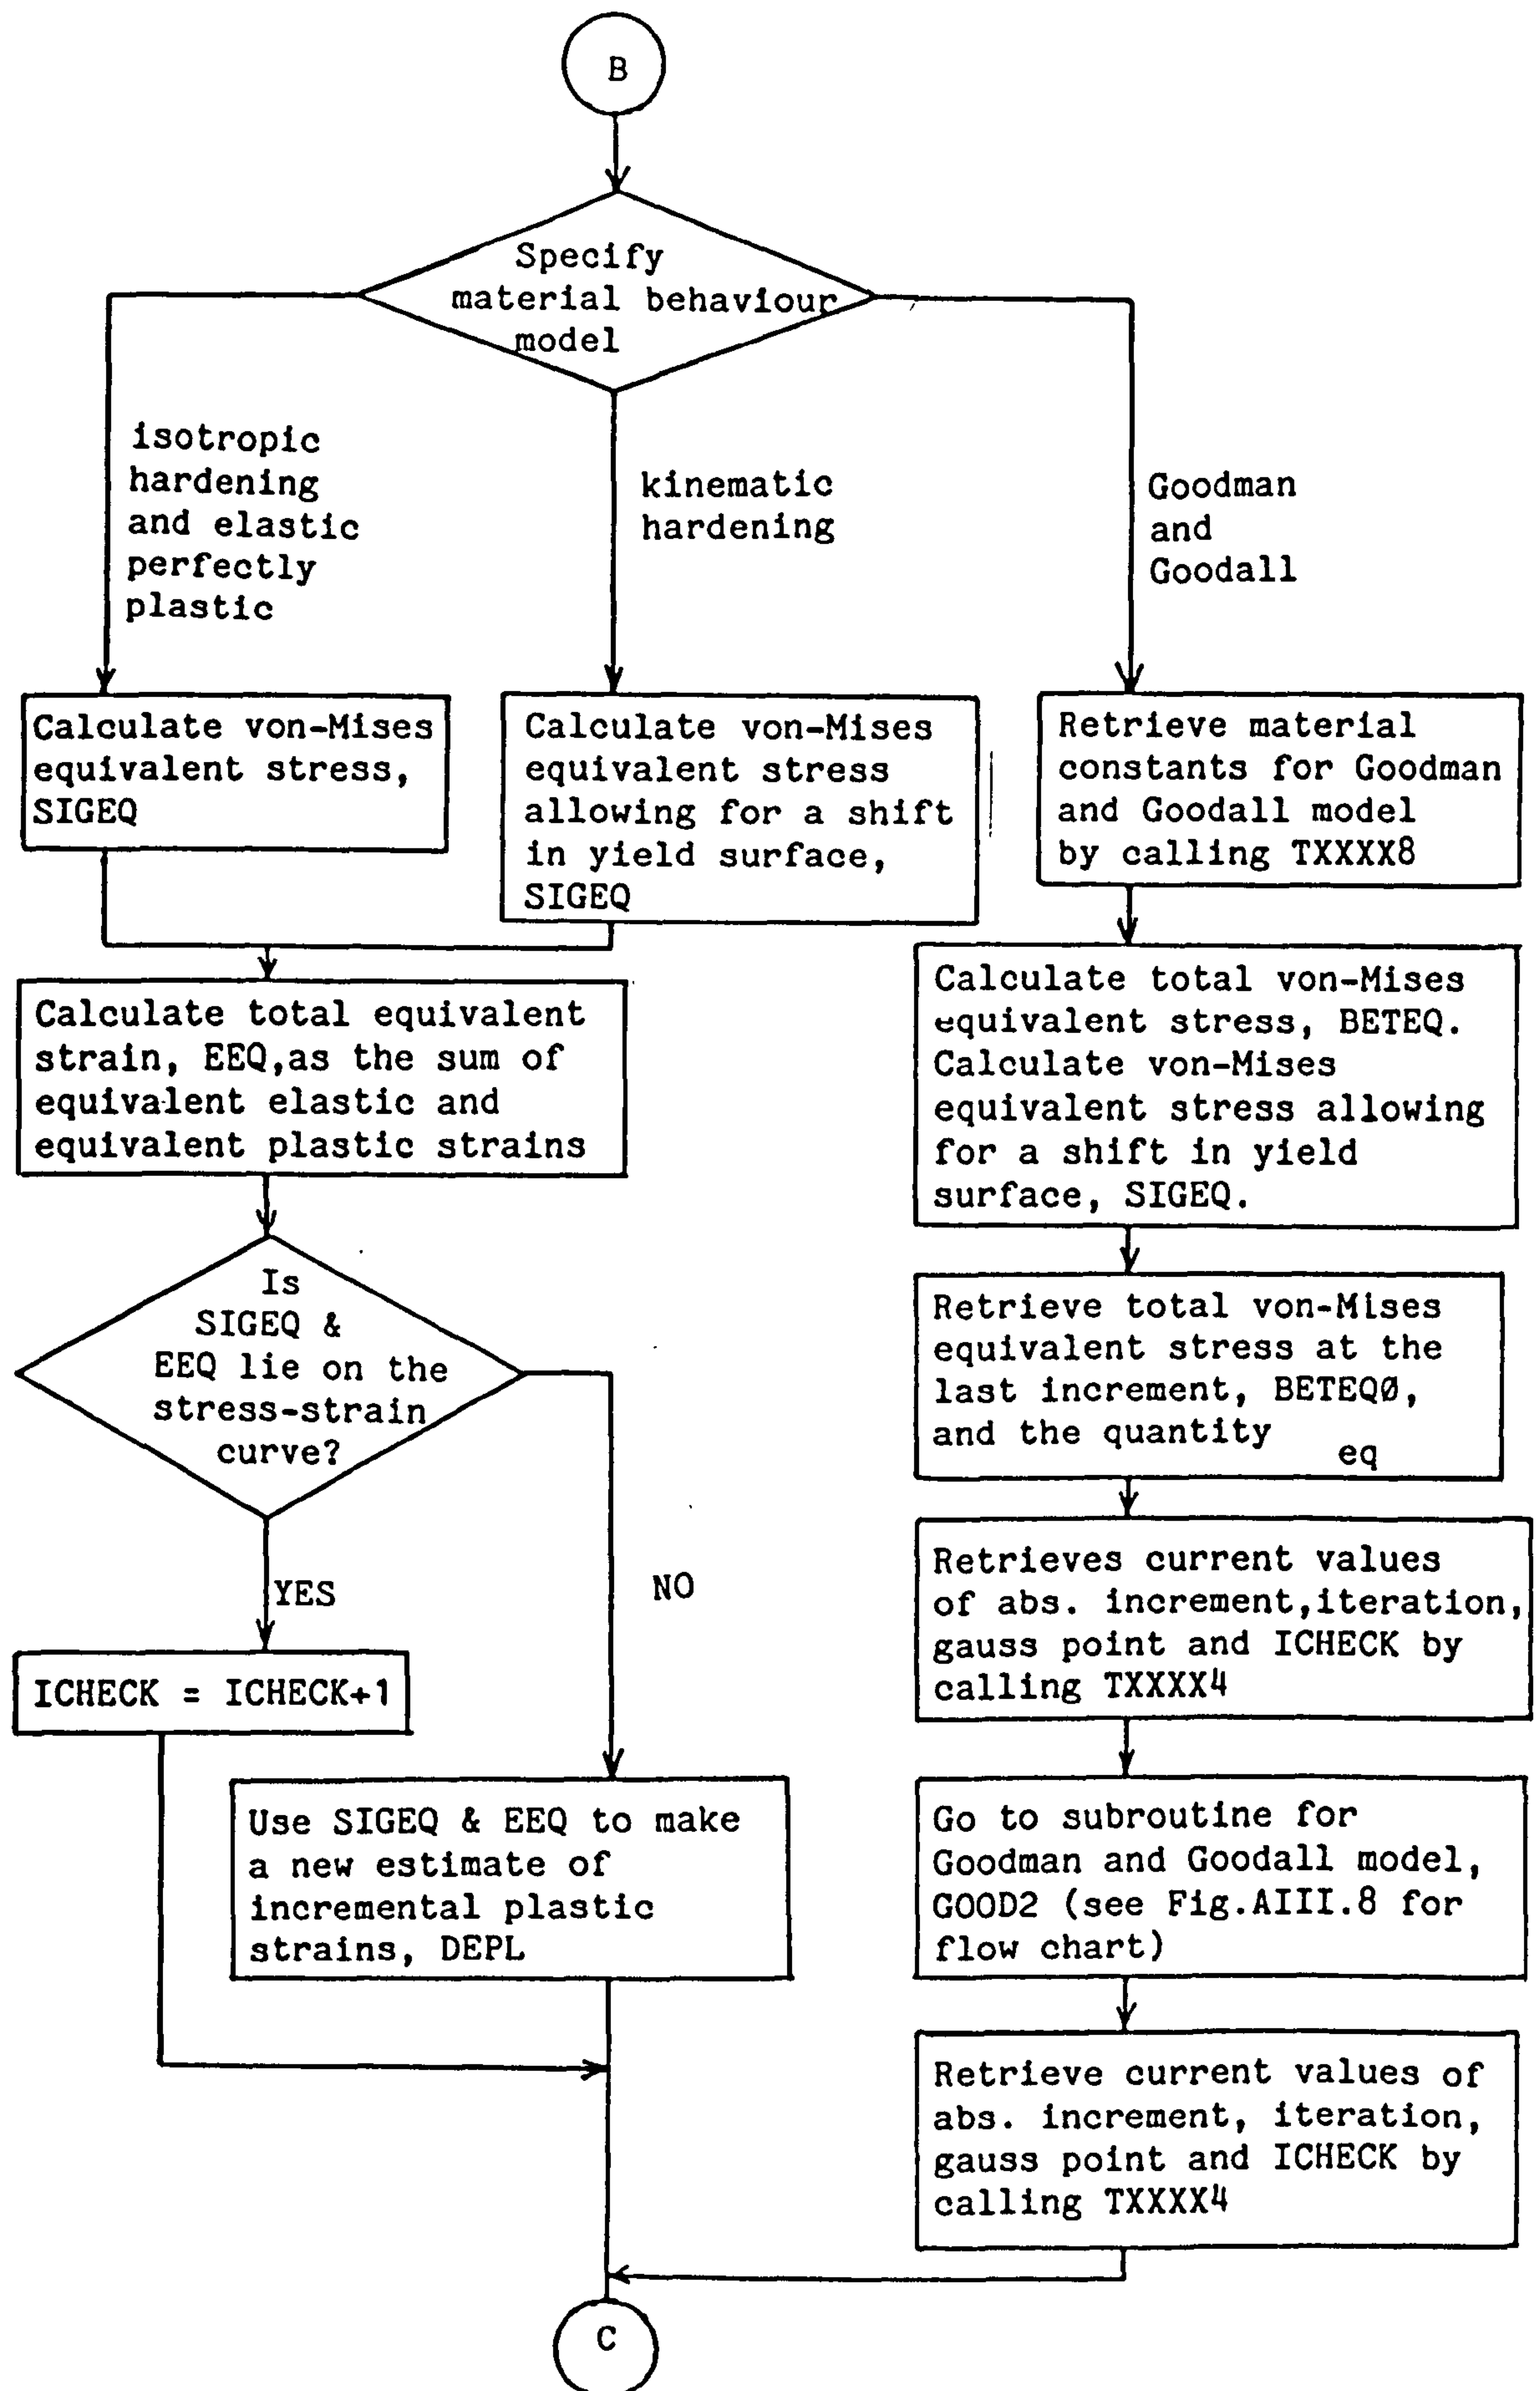 B
Specify
material behaviour
model
isotropic
hardening
and elastic
perfectly
plastic
kinematic
hardening
Goodman
and
Goodall
Calculate von-Mises
equivalent stress,
SIGEQ
Calculate von-Mises
equivalent stress
allowing for a shift
in yield surface,
SIGEQ
Retrieve material
constants for Goodman
and Goodall model
by calling TXXXX8
Calculate total equivalent
strain, EEQ,as the sum of
equivalent elastic and
equivalent plastic strains
Calculate total von-Mises
equivalent stress, BETEQ.
Calculate von-Mises
equivalent stress allowing
for a shift in yield
surface, SIGEQ.
Is
SIGEQ &
EEQ lie on the
stress-strain
curve?
Retrieve total von-Mises
equivalent stress at the
last increment, BETEQØ,
and the quantity
eq
YES
NO
Retrieves current values
of abs. increment,iteration,
gauss point and ICHECK by
calling TXXXX4
ICHECK = ICHECK+1
Use SIGEQ & EEQ to make
a new estimate of
incremental plastic
strains, DEPL
Go to subroutine for
Goodman and Goodall model,
GOOD2 (see Fig.AIII.8 for
flow chart)
Retrieve current values of
abs. increment, iteration,
gauss point and ICHECK by
calling TXXXX4
C